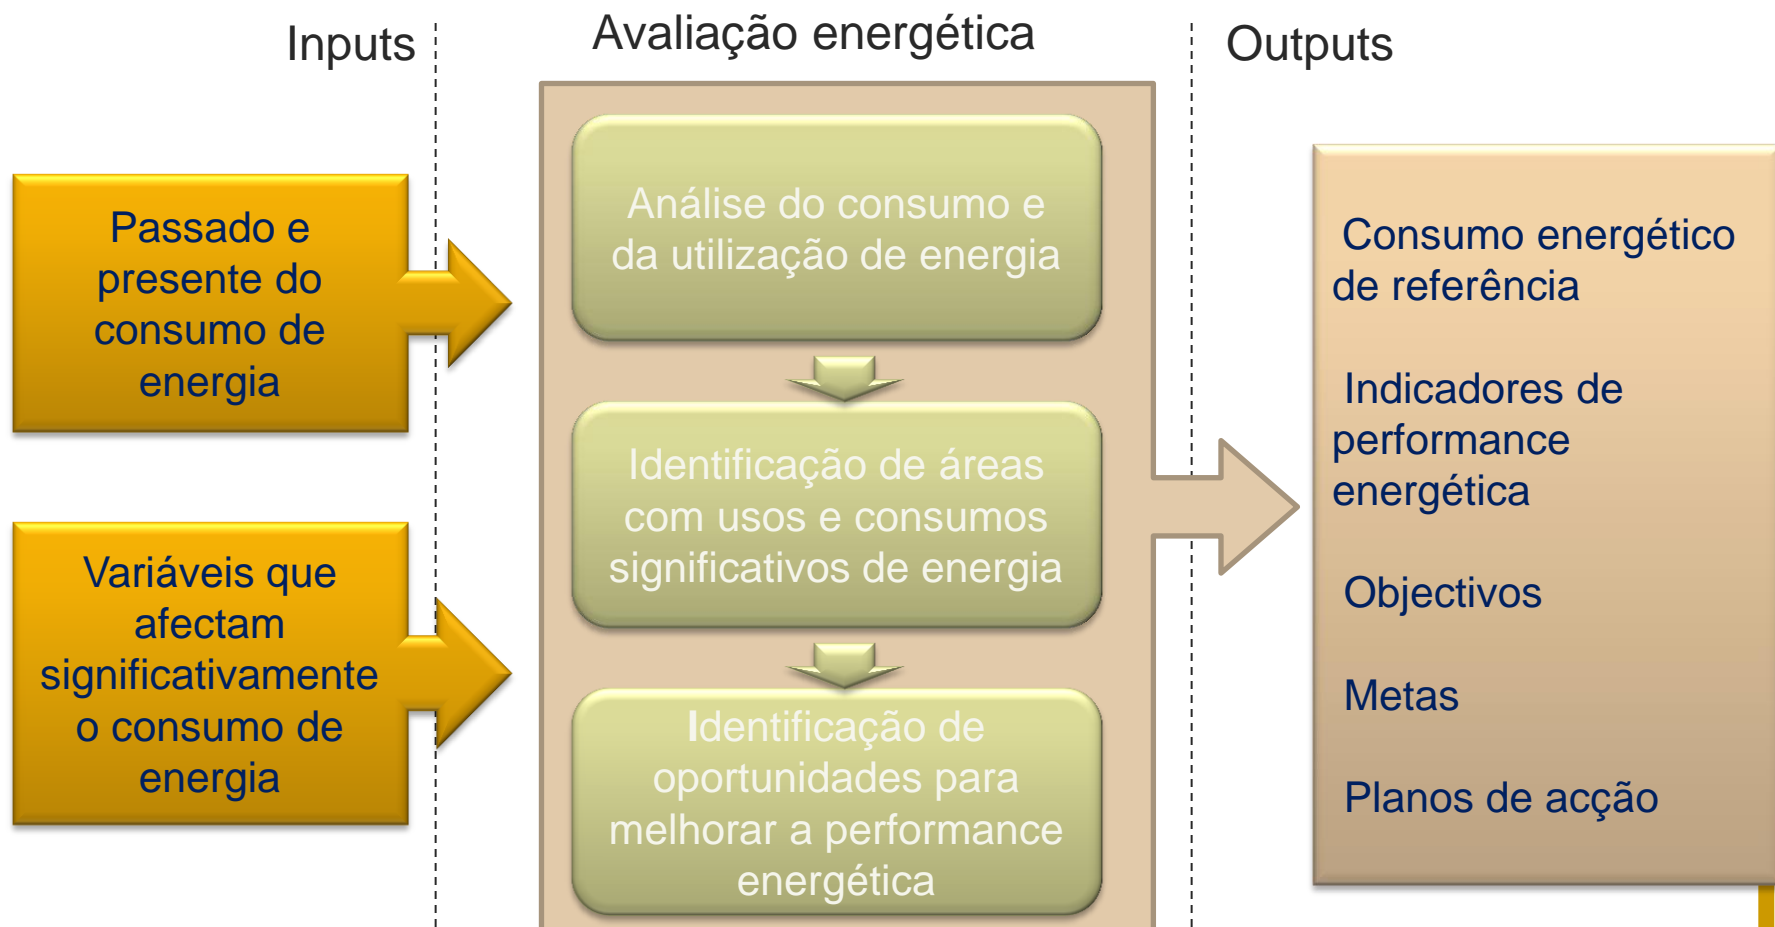 Inputs
Avaliação energética
Outputs
Passado e
presente do
consumo de
energia
Variáveis que
afectam
significativamente
o consumo de
energia
Análise do consumo e
da utilização de energia
Identificação de áreas
com usos e consumos
significativos de energia
Identificação de
oportunidades para
melhorar a performance
energética
Consumo energético
de referência
Indicadores de
performance
energética
Objectivos
Metas
Planos de acção